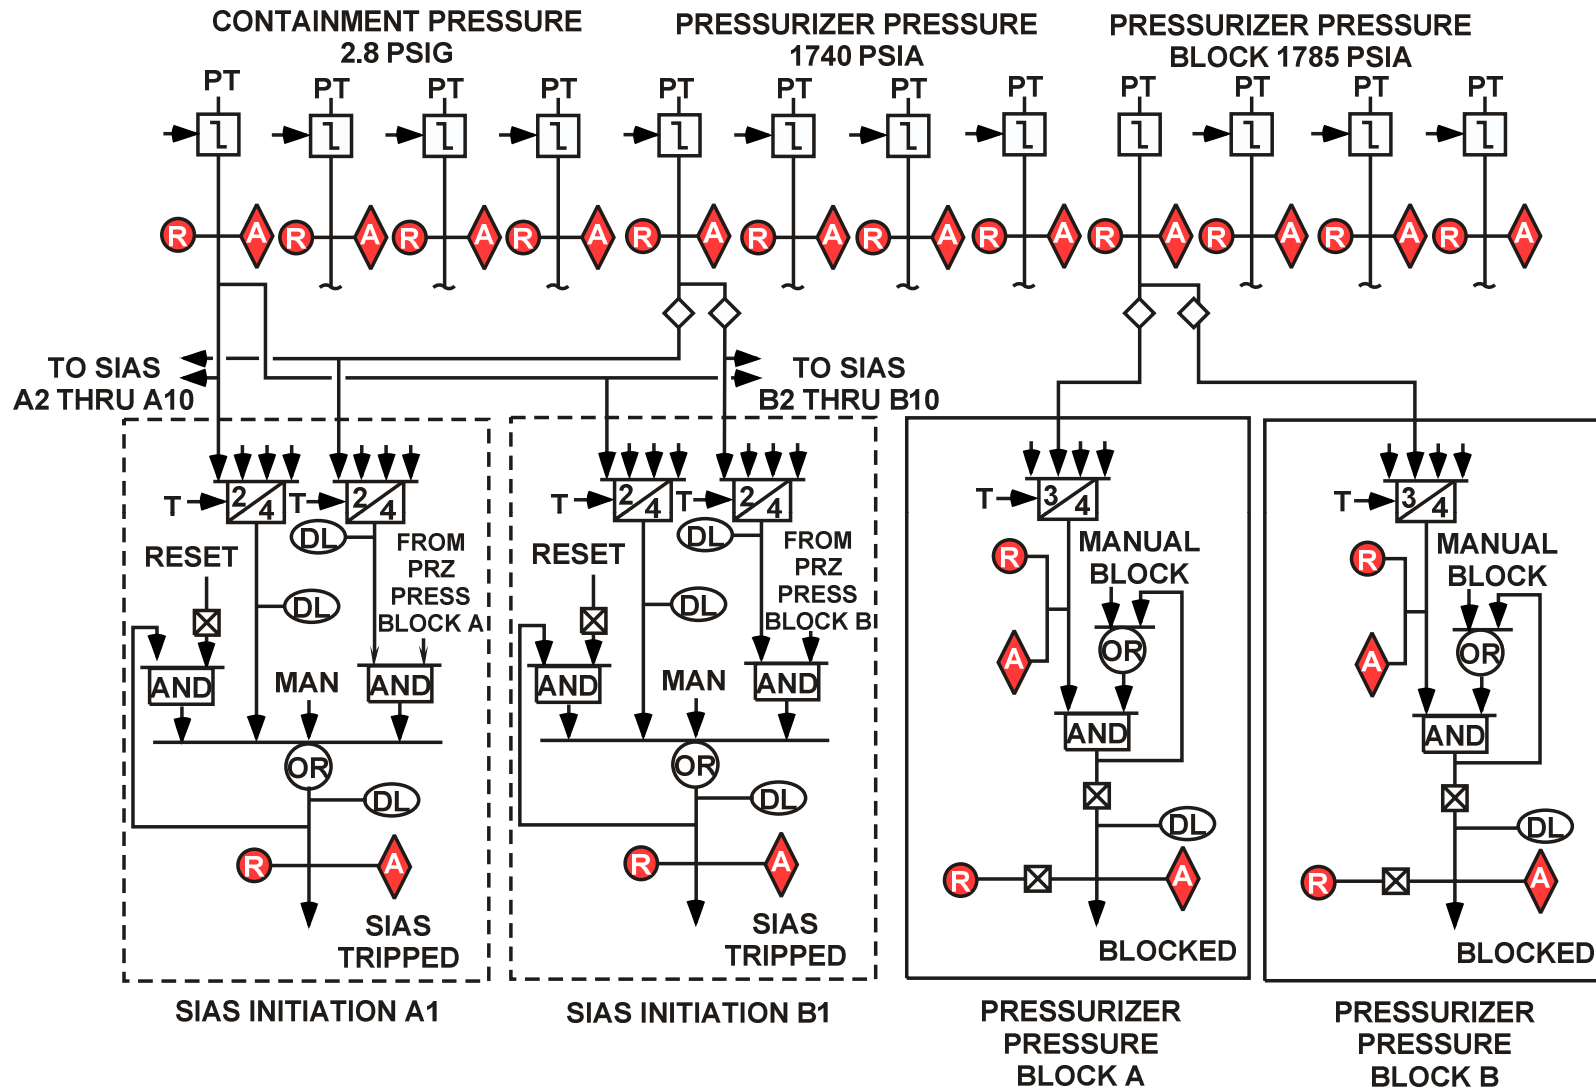 CONTAINMENT PRESSURE
2.8 PSIG
PRESSURIZER PRESSURE
1740 PSIA
PRESSURIZER PRESSURE
BLOCK 1785 PSIA
PT PT PT PT PT PT PT PT PT PT PT PT
R A R A R A R A R A R A R A R A R A R A R A R A
TO SIAS
A2 THRU A10
TO SIAS
B2 THRU B10
T 2/4 T 2/4
DL
FROM
PRZ
PRESS
BLOCK A
RESET
DL
AND
MAN
AND
OR
DL
R A
SIAS
TRIPPED
SIAS INITIATION A1
T 2/4 T 2/4
DL
FROM
PRZ
PRESS
BLOCK B
RESET
DL
AND
MAN
AND
OR
DL
R A
SIAS
TRIPPED
SIAS INITIATION B1
T 3/4
R
MANUAL
BLOCK
A
OR
AND
DL
R A
BLOCKED
PRESSURIZER
PRESSURE
BLOCK A
T 3/4
R
MANUAL
BLOCK
A
OR
AND
DL
R A
BLOCKED
PRESSURIZER
PRESSURE
BLOCK B